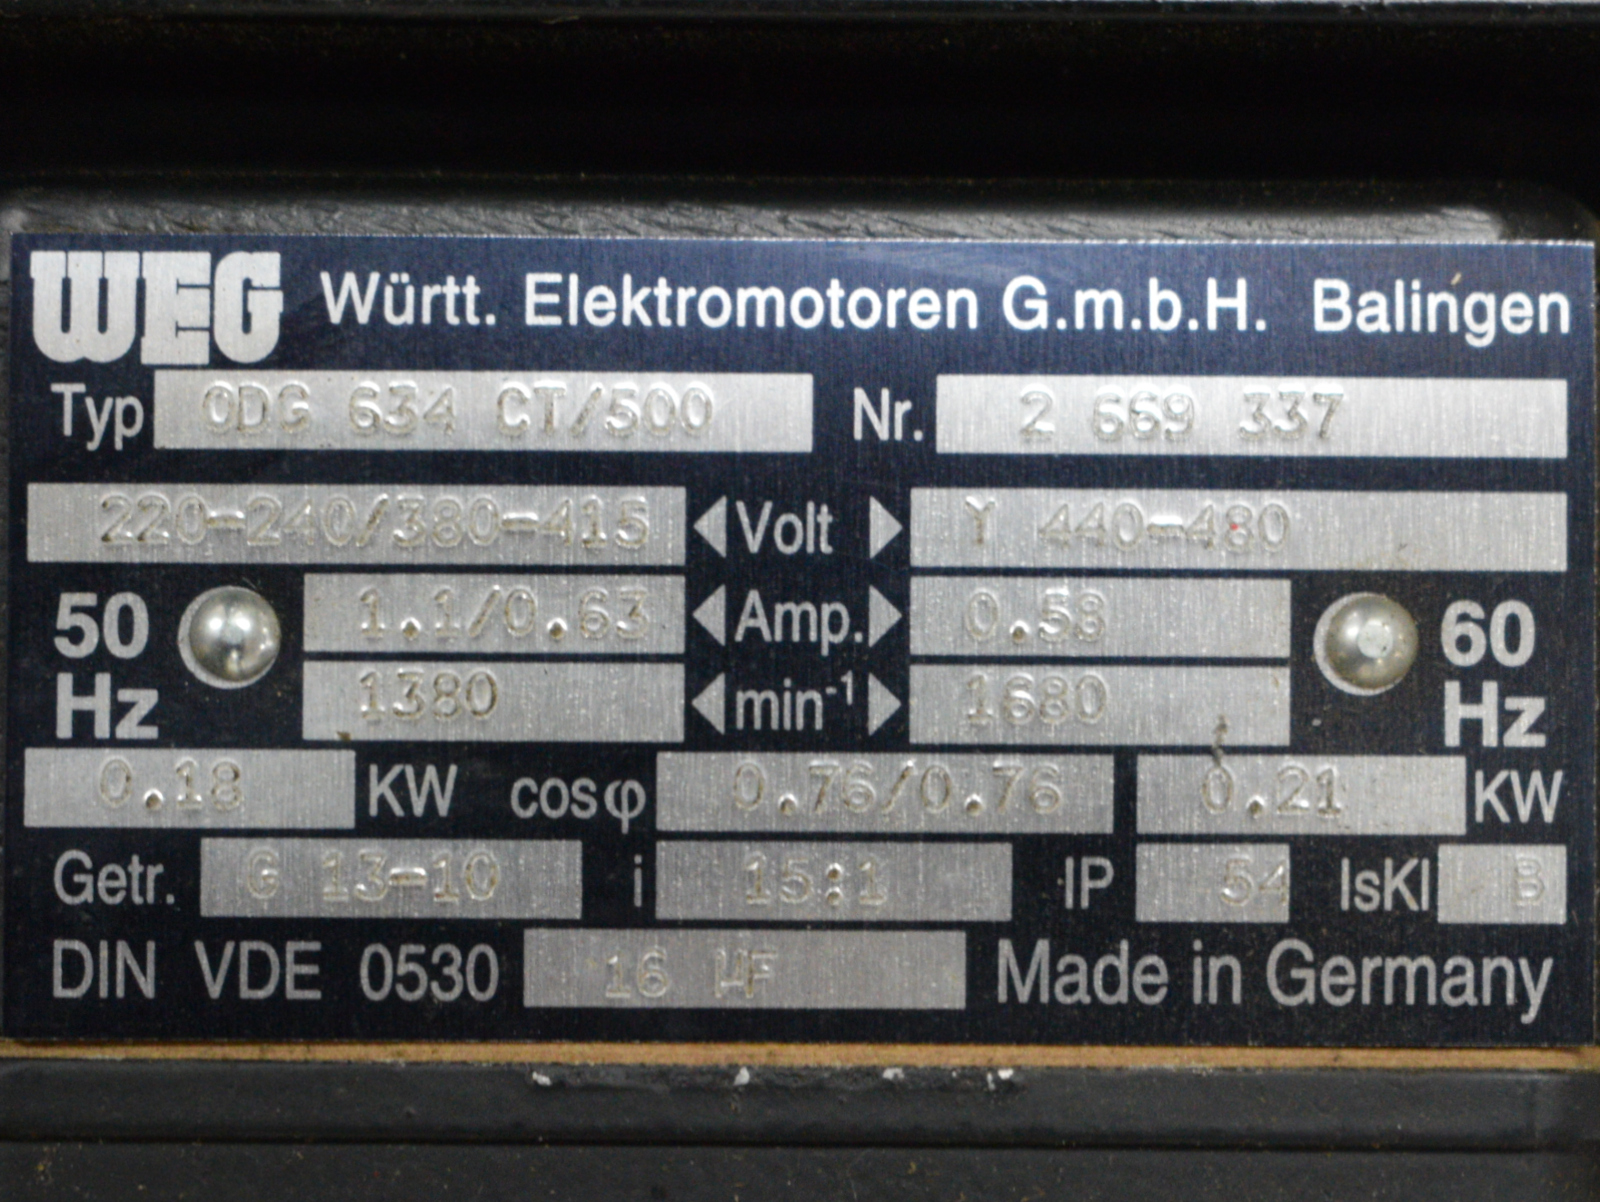 WEG Württ. Elektromotoren G.m.b.H. Balingen
Typ ODG 634 CT/500 Nr. 2 669 337
220-240/380-415 Volt Y 440-480
50 Hz 1.1/0.63 Amp. 0.58 60 Hz
1380 min-1 1680
0.18 KW cosφ 0.76/0.76 0.21 KW
Getr. G 13-10 i 15:1 IP 54 IsKl B
DIN VDE 0530 16 µF Made in Germany